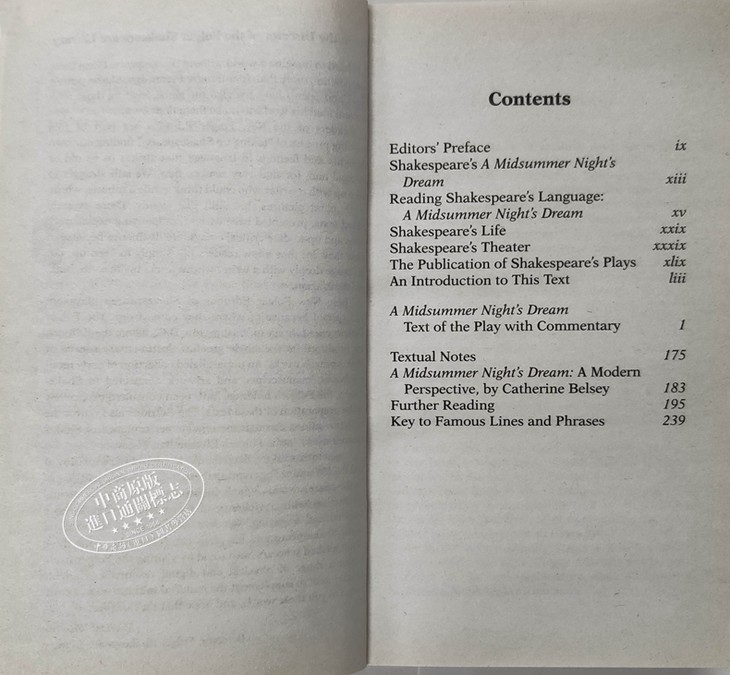 Contents
Editors' Preface ix
Shakespeare's A Midsummer Night's
Dream xiii
Reading Shakespeare's Language:
A Midsummer Night's Dream xv
Shakespeare's Life xxix
Shakespeare's Theater xxxix
The Publication of Shakespeare's Plays xlix
An Introduction to This Text liii
A Midsummer Night's Dream
Text of the Play with Commentary 1
Textual Notes 175
A Midsummer Night's Dream: A Modern
Perspective, by Catherine Belsey 183
Further Reading 195
Key to Famous Lines and Phrases 239
中商原版
進口通關標志